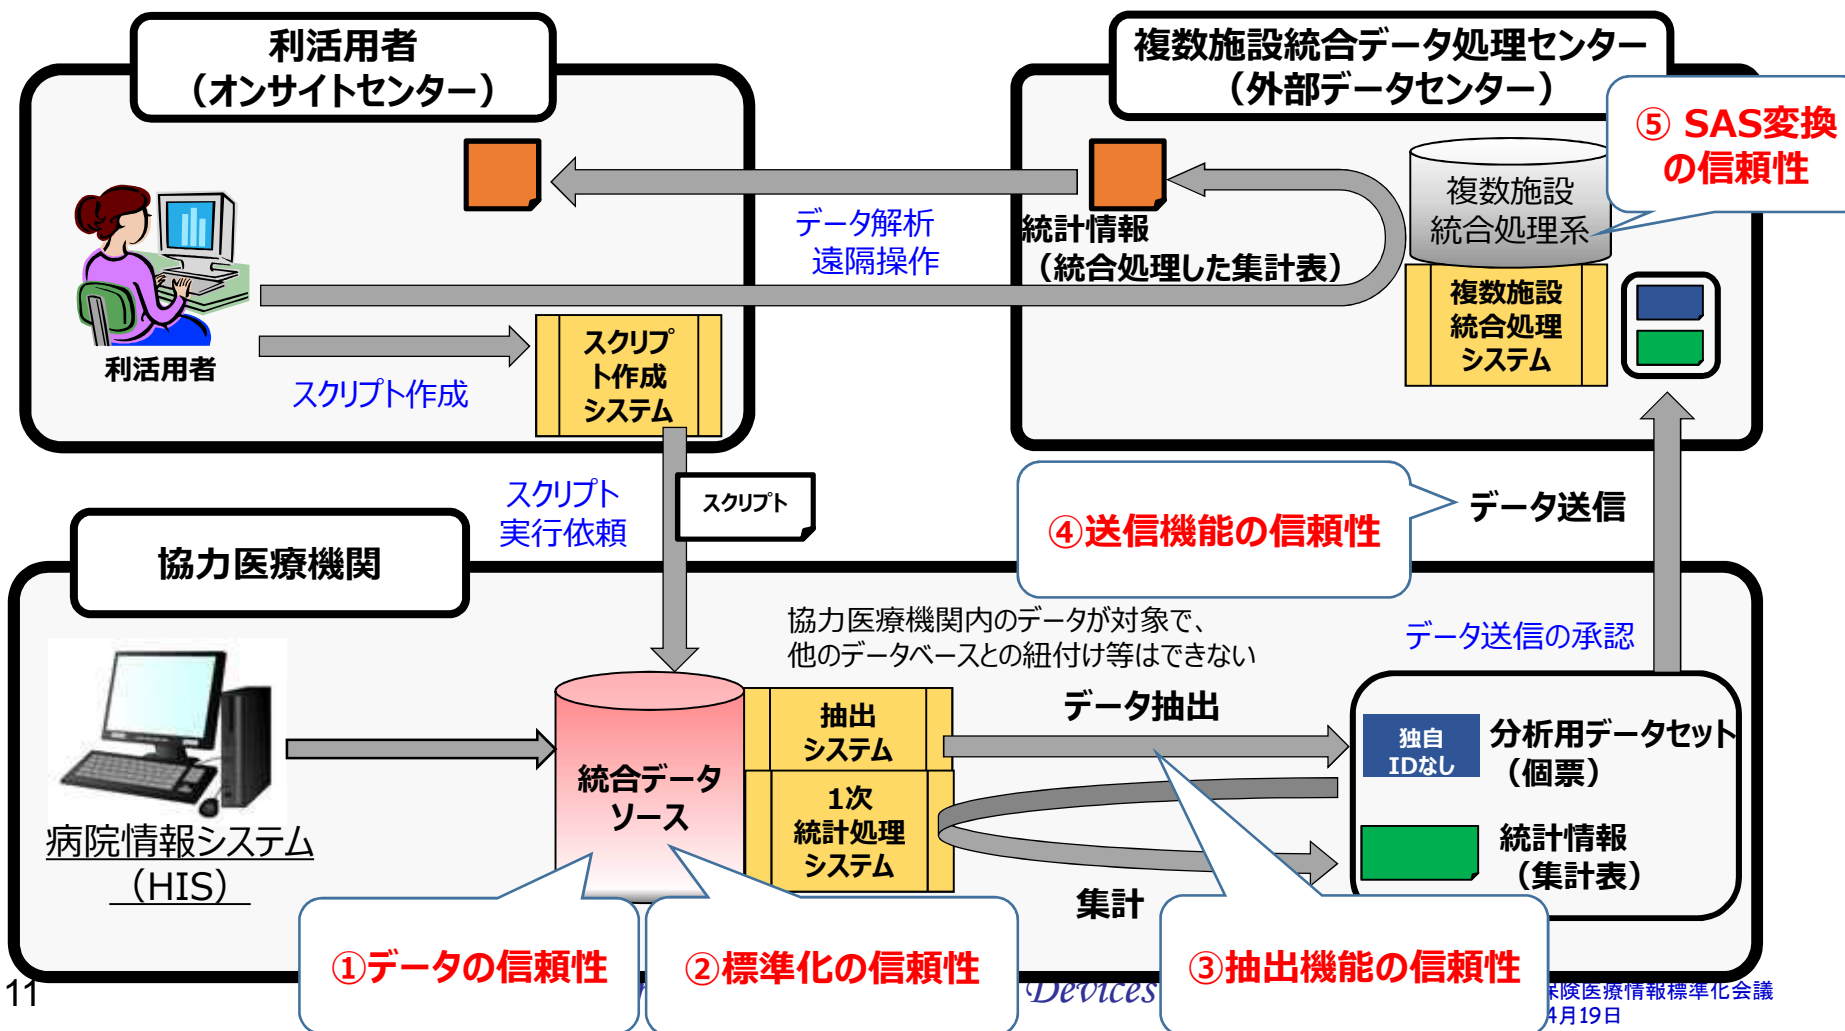 利活用者
（オンサイトセンター）
複数施設統合データ処理センター
（外部データセンター）
⑤ SAS変換
の信頼性
複数施設
統合処理系
データ解析
遠隔操作
統計情報
（統合処理した集計表）
複数施設
統合処理
システム
利活用者
スクリプト作成
スクリプ
ト作成
システム
スクリプト
実行依頼
スクリプト
④送信機能の信頼性
データ送信
協力医療機関
協力医療機関内のデータが対象で、
他のデータベースとの紐付け等はできない
データ送信の承認
データ抽出
抽出
システム
独自
IDなし
分析用データセット
（個票）
統合データ
ソース
1次
統計処理
システム
病院情報システム
（HIS）
統計情報
（集計表）
集計
①データの信頼性
②標準化の信頼性
③抽出機能の信頼性
11
Devices
険医療情報標準化会議
4月19日